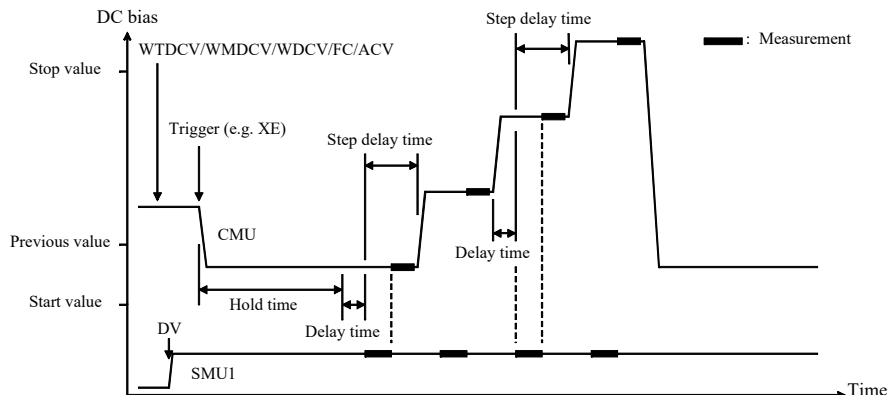 DC bias
Step delay time
WTDCV/WMDCV/WDCV/FC/ACV
: Measurement
Stop value
Trigger (e.g. XE)
Step delay time
Previous value
CMU
Delay time
Start value
Hold time
Delay time
DV
SMU1
Time